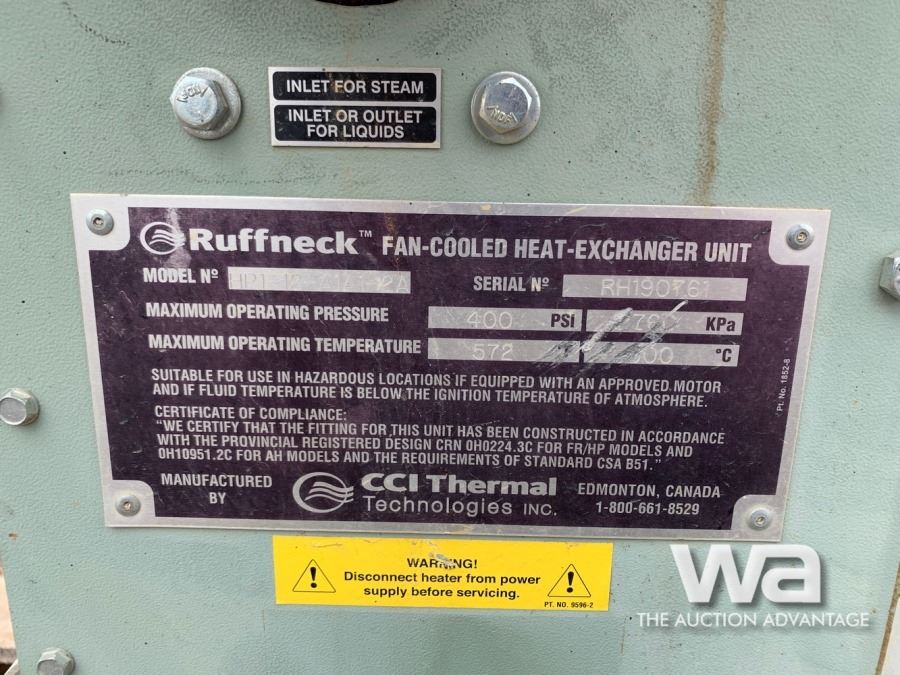 INLET FOR STEAM
INLET OR OUTLET
FOR LIQUIDS
Ruffneck™ FAN-COOLED HEAT-EXCHANGER UNIT
MODEL Nº SERIAL Nº
MAXIMUM OPERATING PRESSURE 400 PSI KPa
MAXIMUM OPERATING TEMPERATURE 572 °C
SUITABLE FOR USE IN HAZARDOUS LOCATIONS IF EQUIPPED WITH AN APPROVED MOTOR
AND IF FLUID TEMPERATURE IS BELOW THE IGNITION TEMPERATURE OF ATMOSPHERE.
CERTIFICATE OF COMPLIANCE:
"WE CERTIFY THAT THE FITTING FOR THIS UNIT HAS BEEN CONSTRUCTED IN ACCORDANCE
WITH THE PROVINCIAL REGISTERED DESIGN CRN 0H0224.3C FOR FR/HP MODELS AND
0H10951.2C FOR AH MODELS AND THE REQUIREMENTS OF STANDARD CSA B51."
MANUFACTURED
BY
CCI Thermal
Technologies INC.
EDMONTON, CANADA
1-800-661-8529
Pt. No. 1852-8
WARNING!
Disconnect heater from power
supply before servicing.
PT. NO. 9596-2
wa
THE AUCTION ADVANTAGE